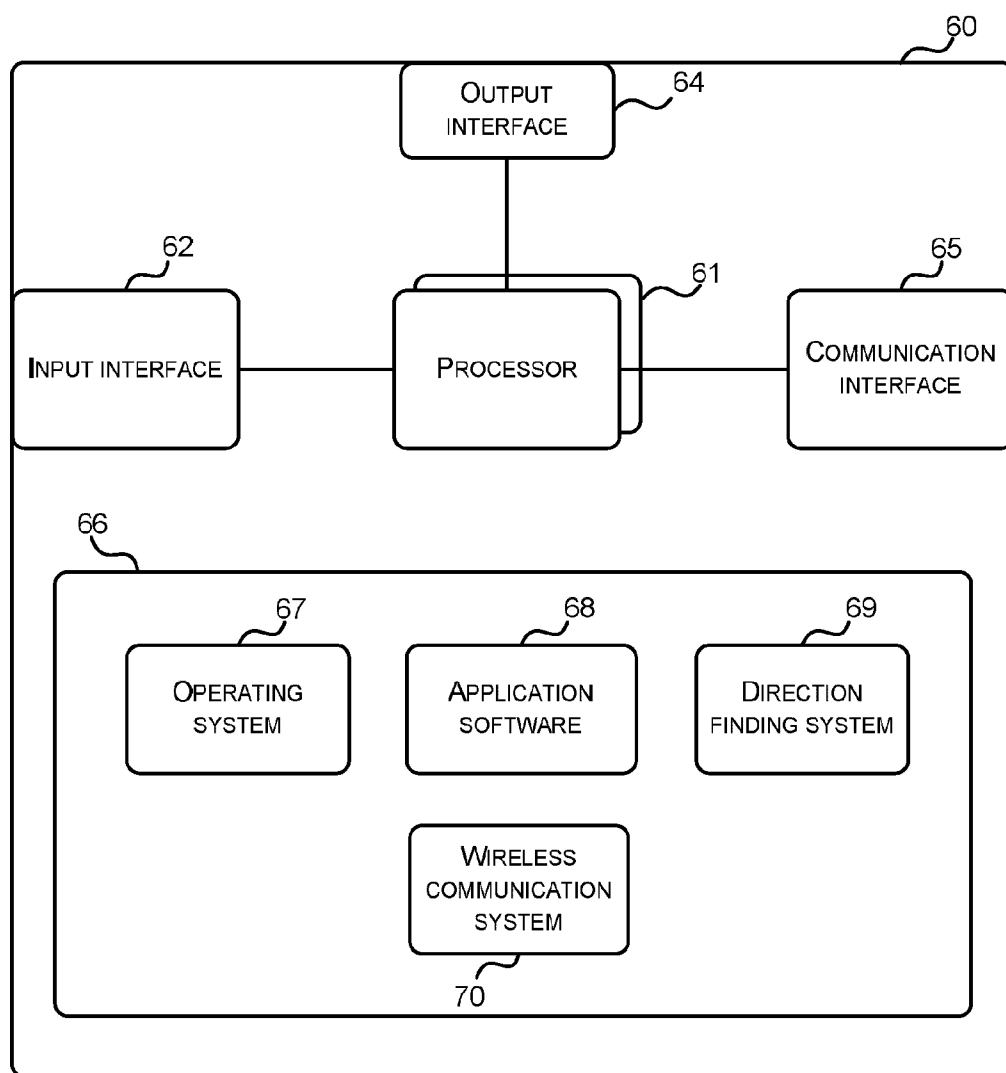 60
OUTPUT
INTERFACE
64
62
61
65
INPUT INTERFACE
PROCESSOR
COMMUNICATION
INTERFACE
66
67
68
69
OPERATING
SYSTEM
APPLICATION
SOFTWARE
DIRECTION
FINDING SYSTEM
WIRELESS
COMMUNICATION
SYSTEM
70